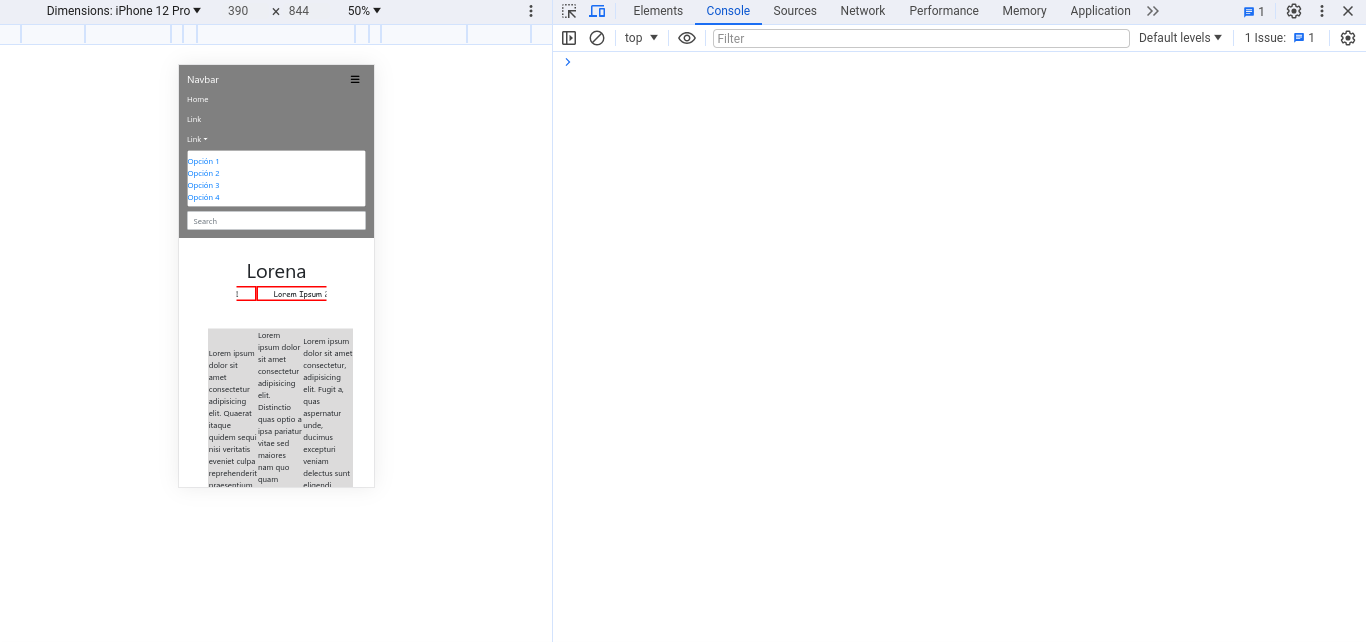 Dimensions: iPhone 12 Pro 390 × 844 50%
Elements Console Sources Network Performance Memory Application 1
top Filter Default levels 1 Issue: 1
Navbar
Home
Link
Link
Opción 1
Opción 2
Opción 3
Opción 4
Search
Lorena
Lorem Ipsum
Lorem ipsum
dolor sit
amet
consectetur
adipisicing
elit. Quaerat
itaque
quidem sequi
nisi veritatis
eveniet culpa
reprehenderit
praesentium
Lorem
ipsum dolor
sit amet
consectetur
adipisicing
elit.
Distinctio
quas optio a
ipsa pariatur
vitae sed
maiores
nam quo
quam
Lorem ipsum
dolor sit amet
consectetur,
adipisicing
elit. Fugit a,
quas
aspernatur
unde,
ducimus
excepturi
veniam
delectus sunt
eligendi